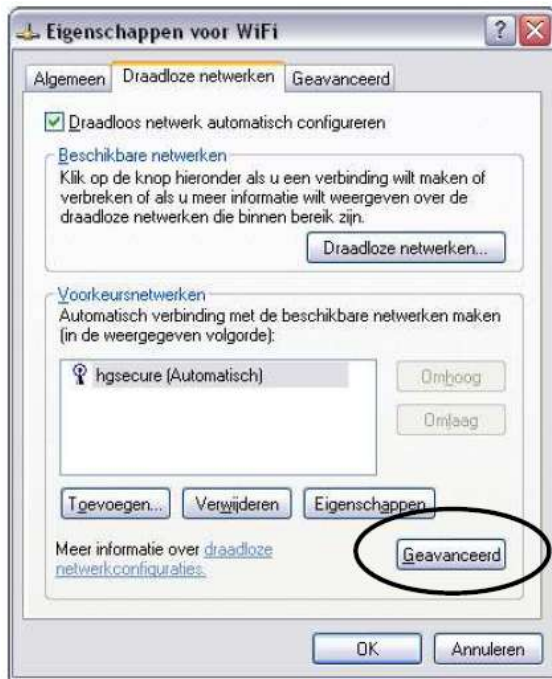 Eigenschappen voor WiFi
Algemeen Draadloze netwerken Geavanceerd
Draadloos netwerk automatisch configureren
Beschikbare netwerken
Klik op de knop hieronder als u een verbinding wilt maken of
verbreken of als u meer informatie wilt weergeven over de
draadloze netwerken die binnen bereik zijn.
Draadloze netwerken...
Voorkeursnetwerken
Automatisch verbinding met de beschikbare netwerken maken
(in de weergegeven volgorde):
hgsecure (Automatisch)
Omhoog
Omlaag
Toevoegen... Verwijderen Eigenschappen
Meer informatie over draadloze
netwerkconfiguraties.
Geavanceerd
OK Annuleren